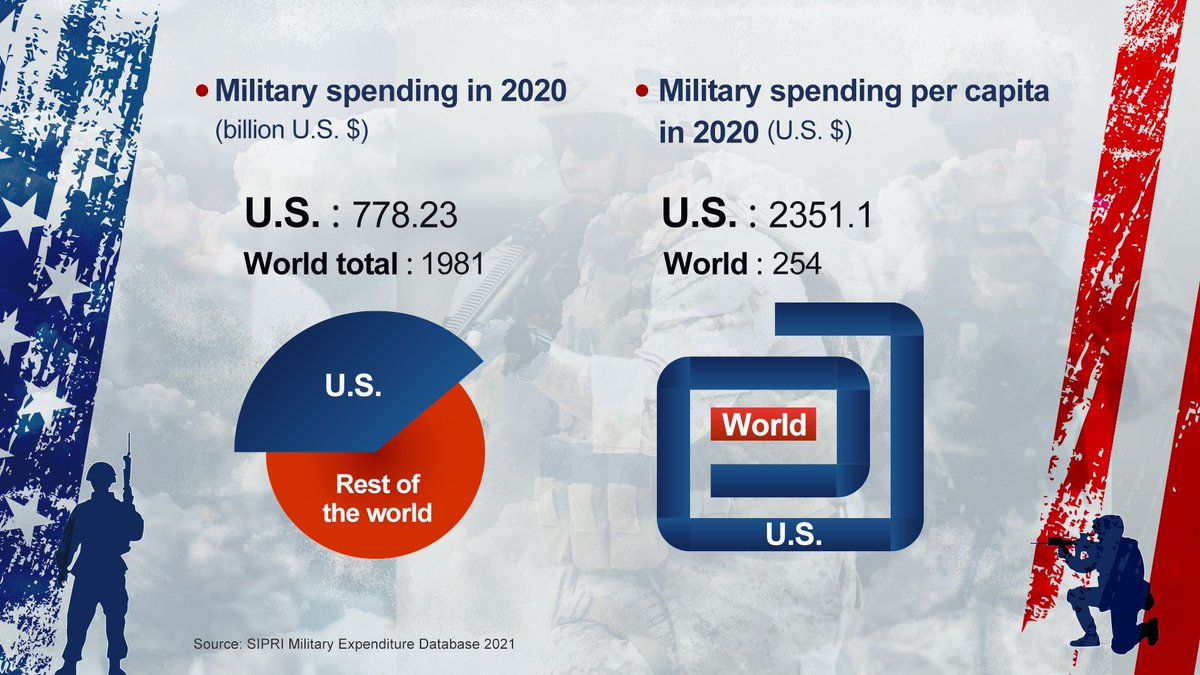 • Military spending in 2020
(billion U.S. $)
U.S. : 778.23
World total : 1981
U.S.
Rest of
the world
• Military spending per capita
in 2020 (U.S. $)
U.S. : 2351.1
World : 254
World
U.S.
Source: SIPRI Military Expenditure Database 2021